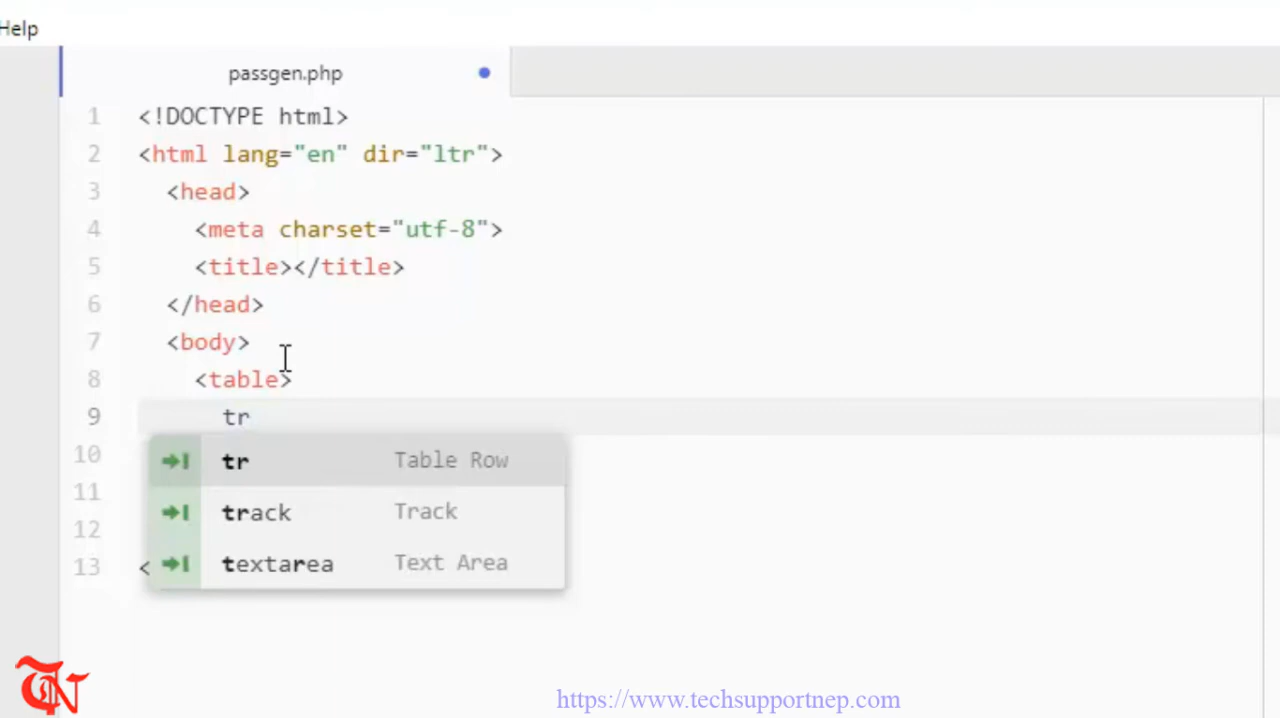 Help
passgen.php
1 <!DOCTYPE html>
2 <html lang="en" dir="ltr">
3 <head>
4 <meta charset="utf-8">
5 <title></title>
6 </head>
7 <body>
8 <table>
9 tr
10 tr Table Row
11 track Track
12 textarea Text Area
13 <
TN
https://www.techsupportnep.com